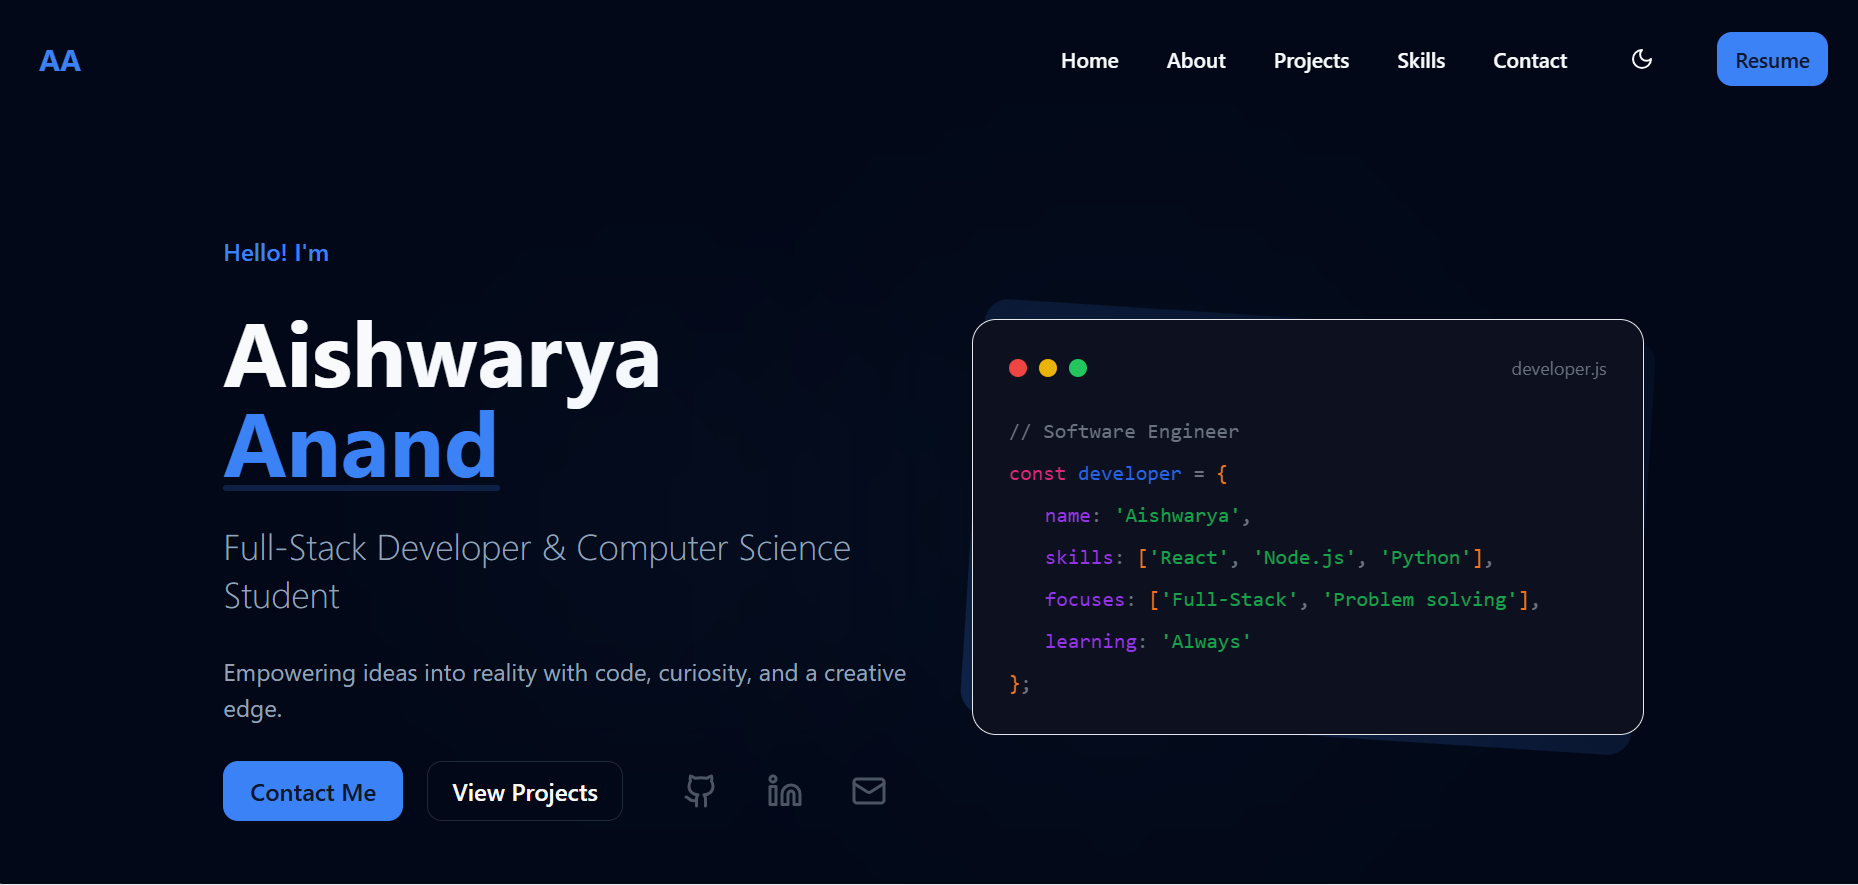 AA
Home About Projects Skills Contact Resume
Hello! I'm
Aishwarya
Anand
Full-Stack Developer & Computer Science
Student
Empowering ideas into reality with code, curiosity, and a creative
edge.
Contact Me View Projects
developer.js
// Software Engineer
const developer = {
name: 'Aishwarya',
skills: ['React', 'Node.js', 'Python'],
focuses: ['Full-Stack', 'Problem solving'],
learning: 'Always'
};